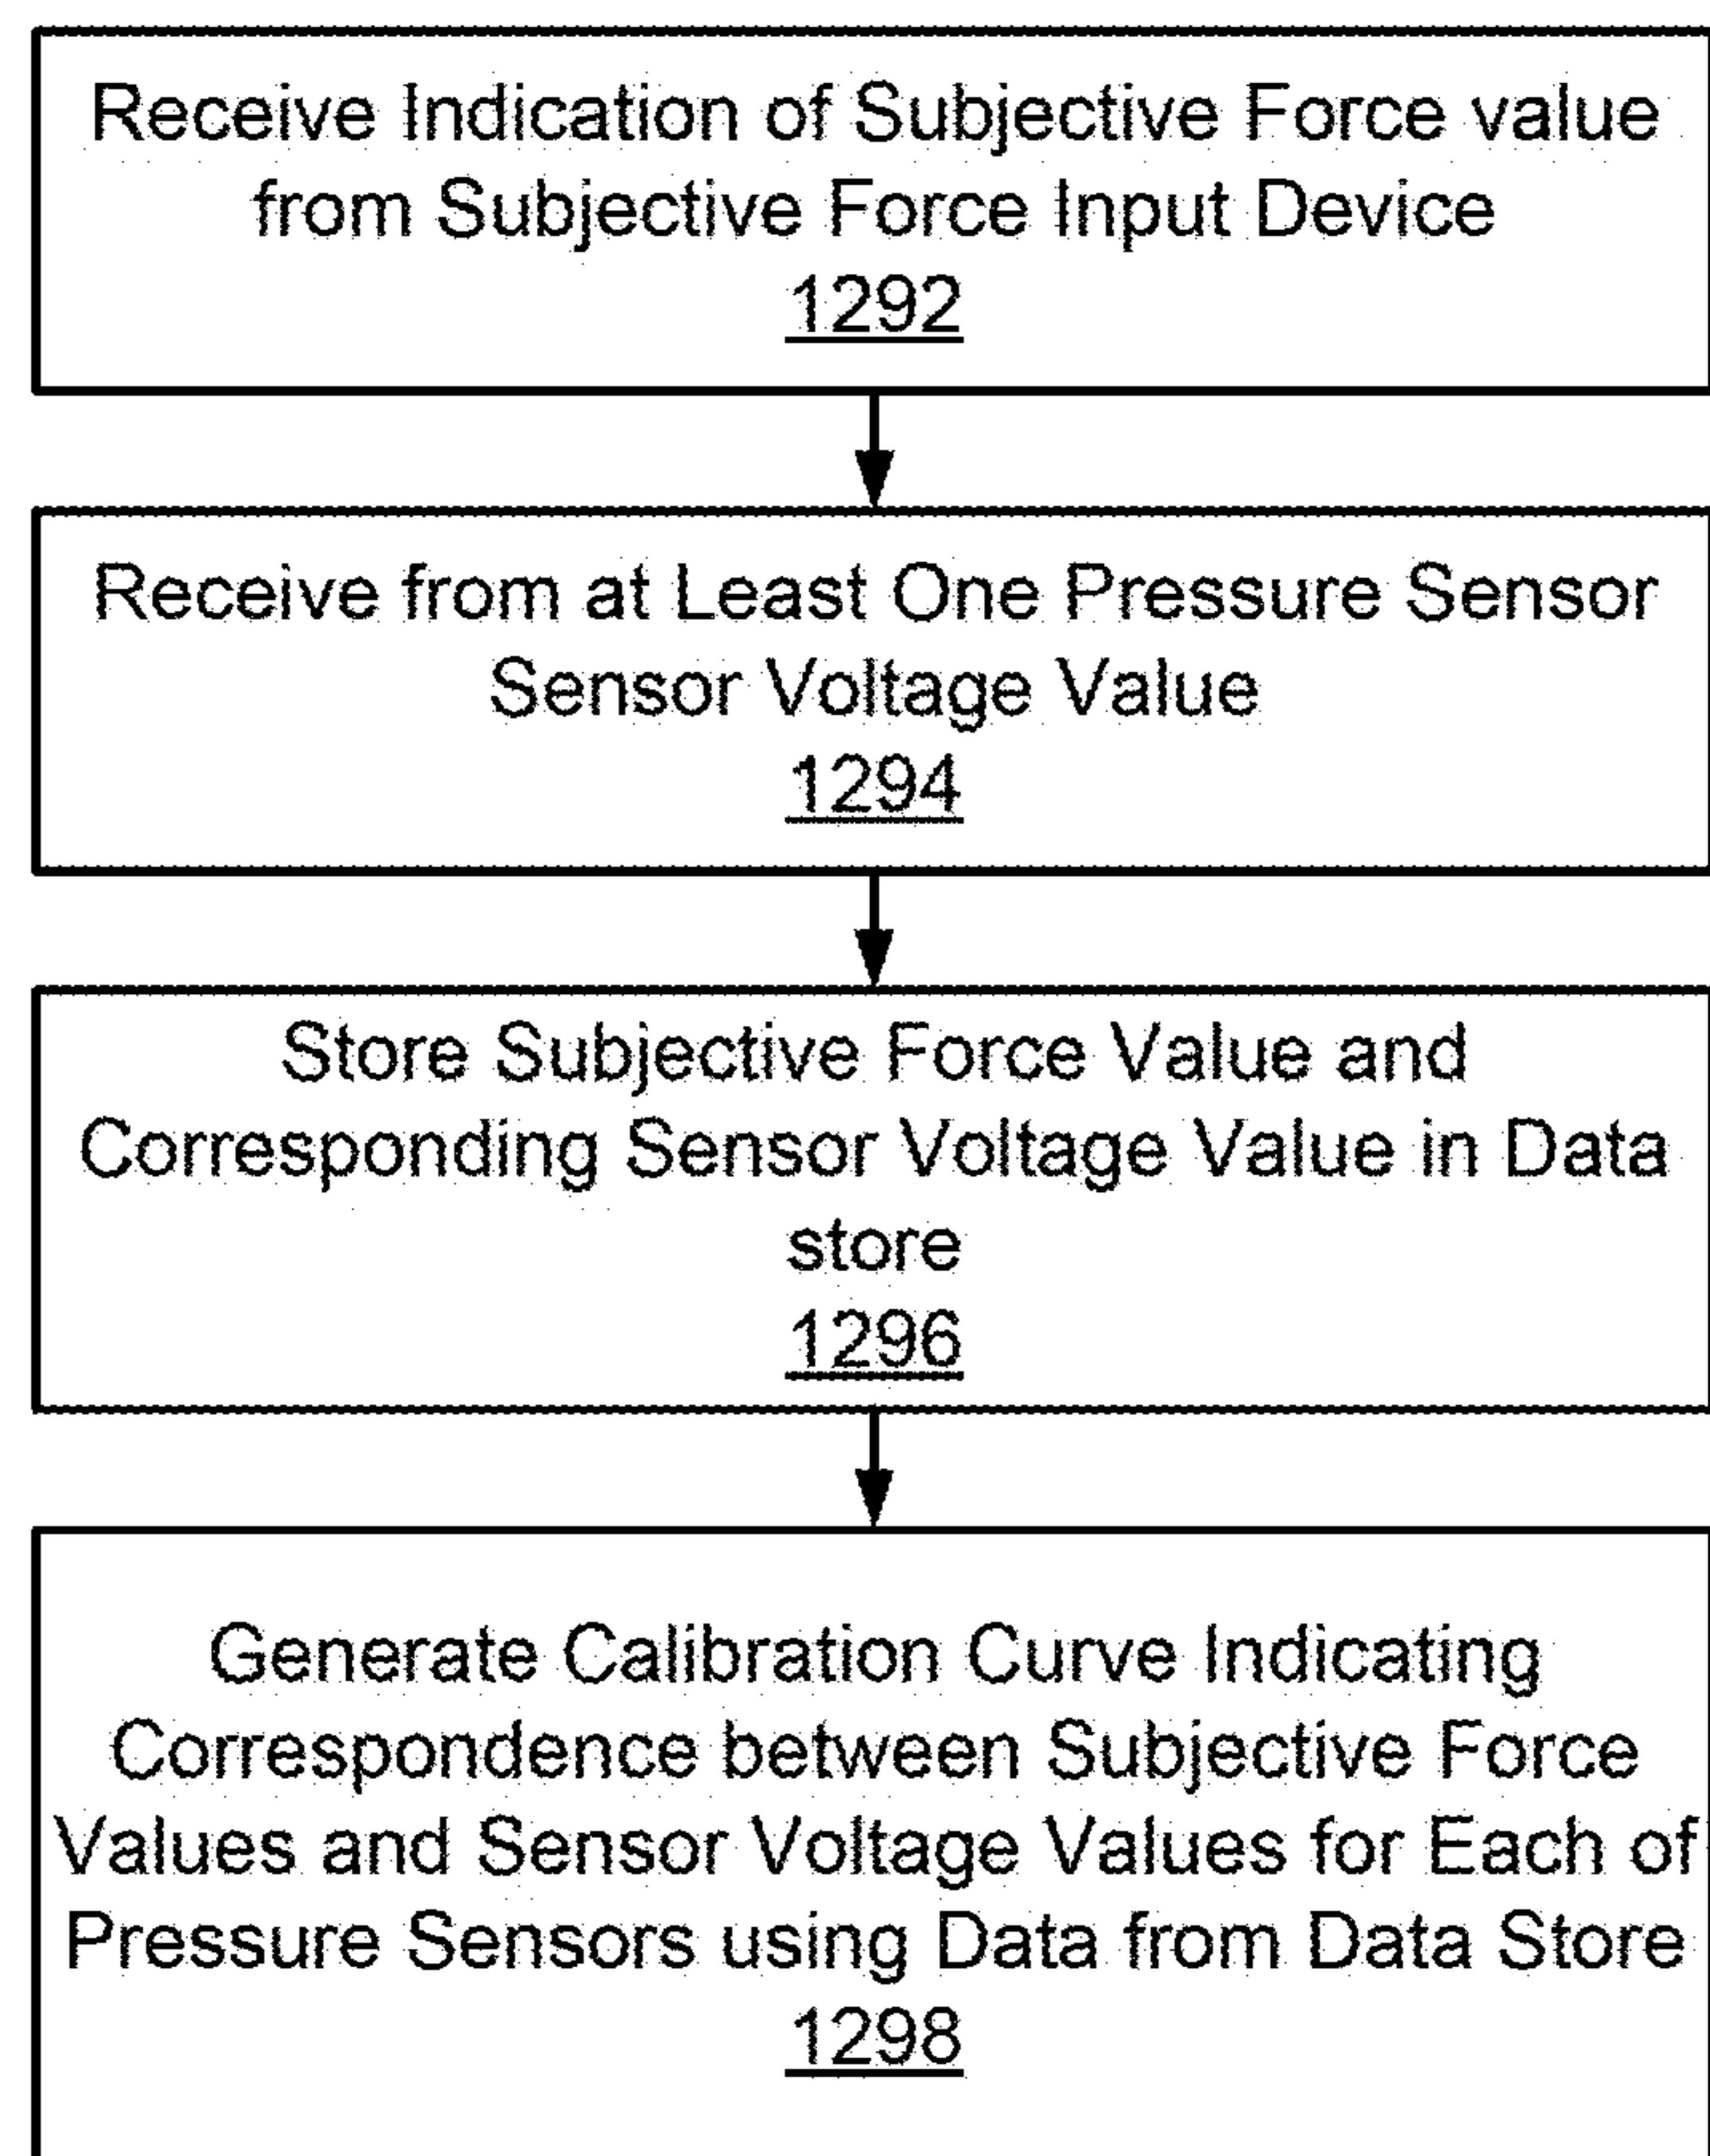 Receive Indication of Subjective Force value
from Subjective Force Input Device
1292
Receive from at Least One Pressure Sensor
Sensor Voltage Value
1294
Store Subjective Force Value and
Corresponding Sensor Voltage Value in Data
store
1296
Generate Calibration Curve Indicating
Correspondence between Subjective Force
Values and Sensor Voltage Values for Each of
Pressure Sensors using Data from Data Store
1298